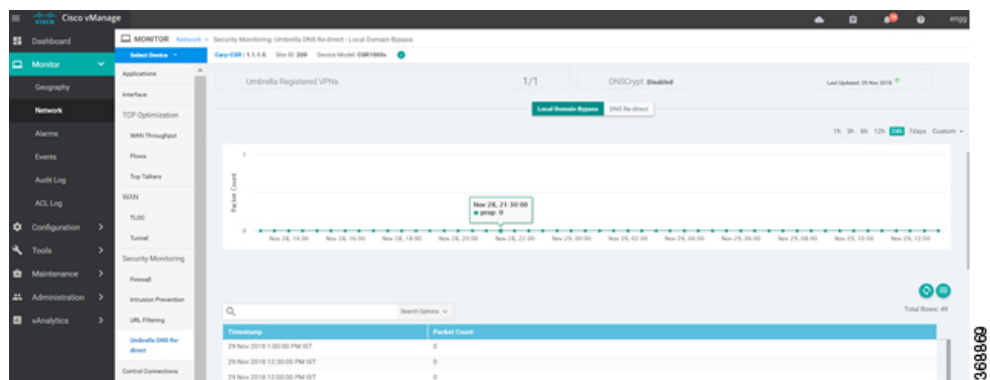 CISCO Cisco vManage
engg
Dashboard
Monitor
Geography
Network
Alarms
Events
Audit Log
ACL Log
Configuration
Tools
Maintenance
Administration
vAnalytics
MONITOR Network > Security Monitoring: Umbrella DNS Re-direct - Local Domain Bypass
Select Device
Cary-CSR | 1.1.1.5 Site ID: 200 Device Model: CSR1000v
Applications
Interface
TCP Optimization
WAN Throughput
Flows
Top Talkers
WAN
TLOC
Tunnel
Security Monitoring
Firewall
Intrusion Prevention
URL Filtering
Umbrella DNS Re-
direct
Control Connections
Umbrella Registered VPNs 1/1
DNSCrypt Disabled
Last Updated: 29 Nov 2018
Local Domain Bypass DNS Re-direct
1h 3h 6h 12h 24h 7days Custom
Packet Count
0
Nov 28, 21:30:00
prop: 0
Nov 28, 14:00 Nov 28, 16:00 Nov 28, 18:00 Nov 28, 20:00 Nov 28, 22:00 Nov 29, 00:00 Nov 29, 02:00 Nov 29, 04:00 Nov 29, 06:00 Nov 29, 08:00 Nov 29, 10:00 Nov 29, 12:00
Search Options
Total Rows: 49
Timestamp Packet Count
29 Nov 2018 1:00:00 PM IST 0
29 Nov 2018 12:30:00 PM IST 0
29 Nov 2018 12:00:00 PM IST 0
368869